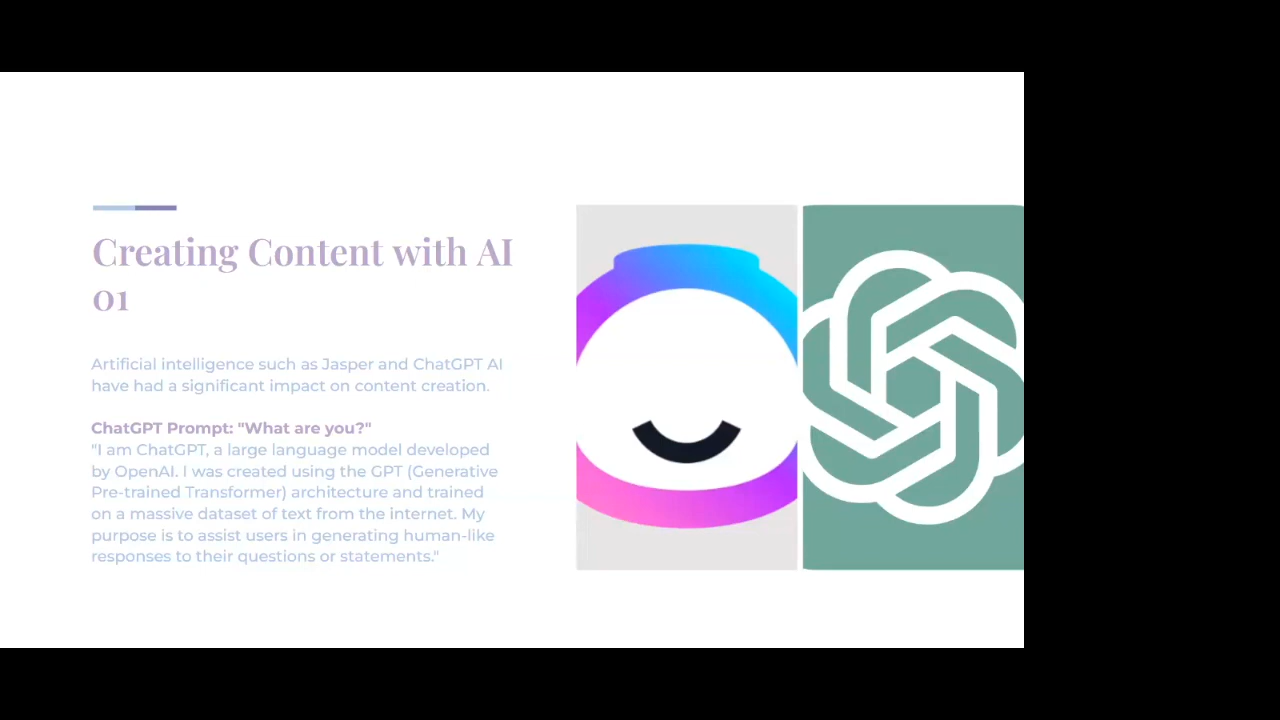 Creating Content with AI
01
Artificial intelligence such as Jasper and ChatGPT AI
have had a significant impact on content creation.
ChatGPT Prompt: "What are you?"
"I am ChatGPT, a large language model developed
by OpenAI. I was created using the GPT (Generative
Pre-trained Transformer) architecture and trained
on a massive dataset of text from the internet. My
purpose is to assist users in generating human-like
responses to their questions or statements."